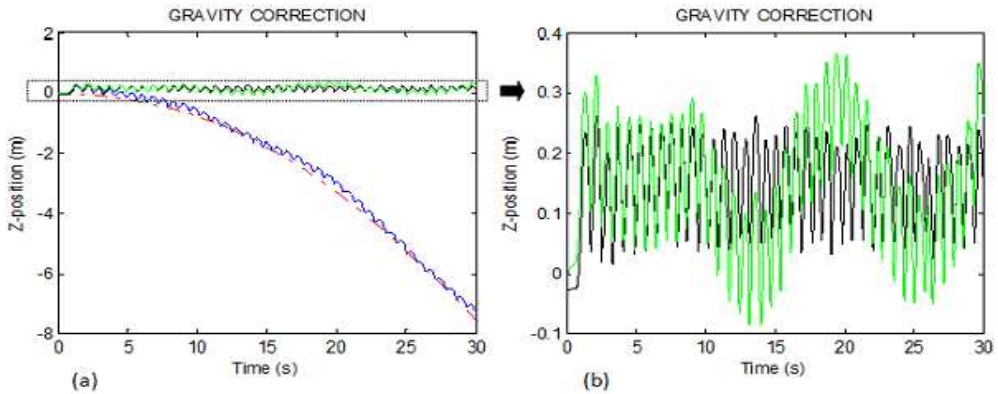 GRAVITY CORRECTION
Z-position (m)
2
0
-2
-4
-6
-8
0 5 10 15 20 25 30
Time (s)
(a)
GRAVITY CORRECTION
Z-position (m)
0.4
0.3
0.2
0.1
0
-0.1
0 5 10 15 20 25 30
Time (s)
(b)